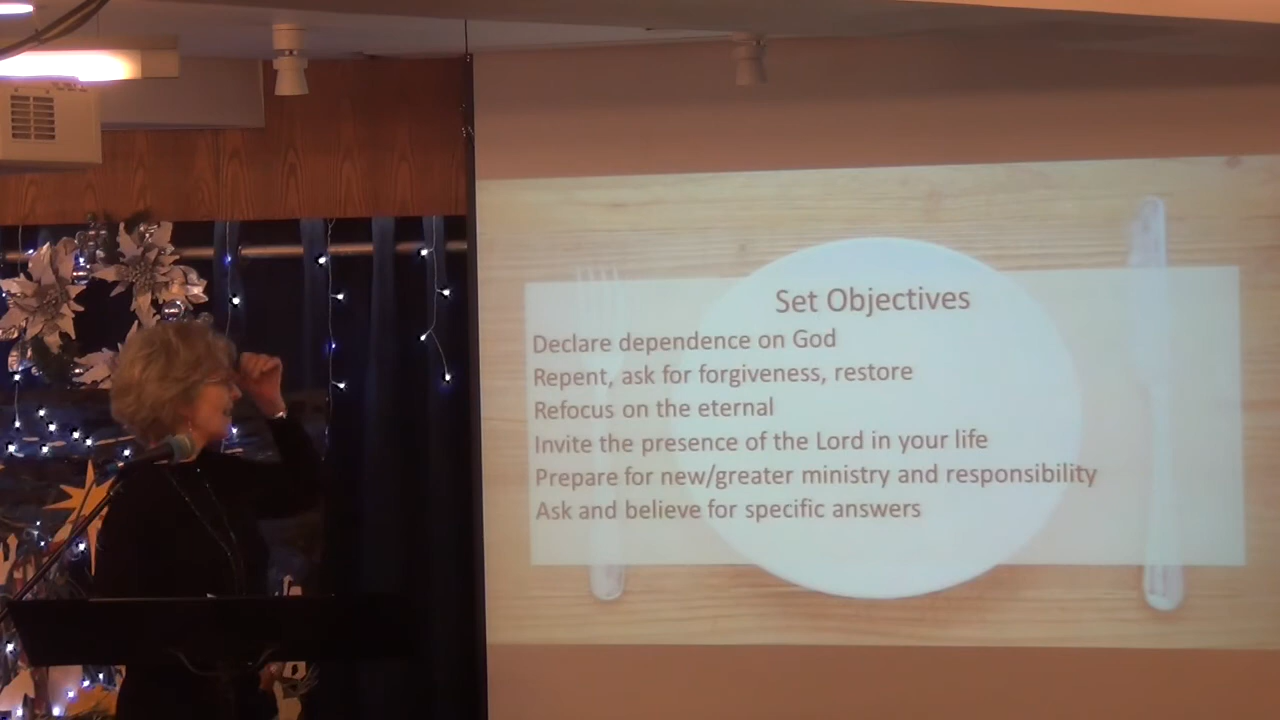 Set Objectives
Declare dependence on God
Repent, ask for forgiveness, restore
Refocus on the eternal
Invite the presence of the Lord in your life
Prepare for new/greater ministry and responsibility
Ask and believe for specific answers